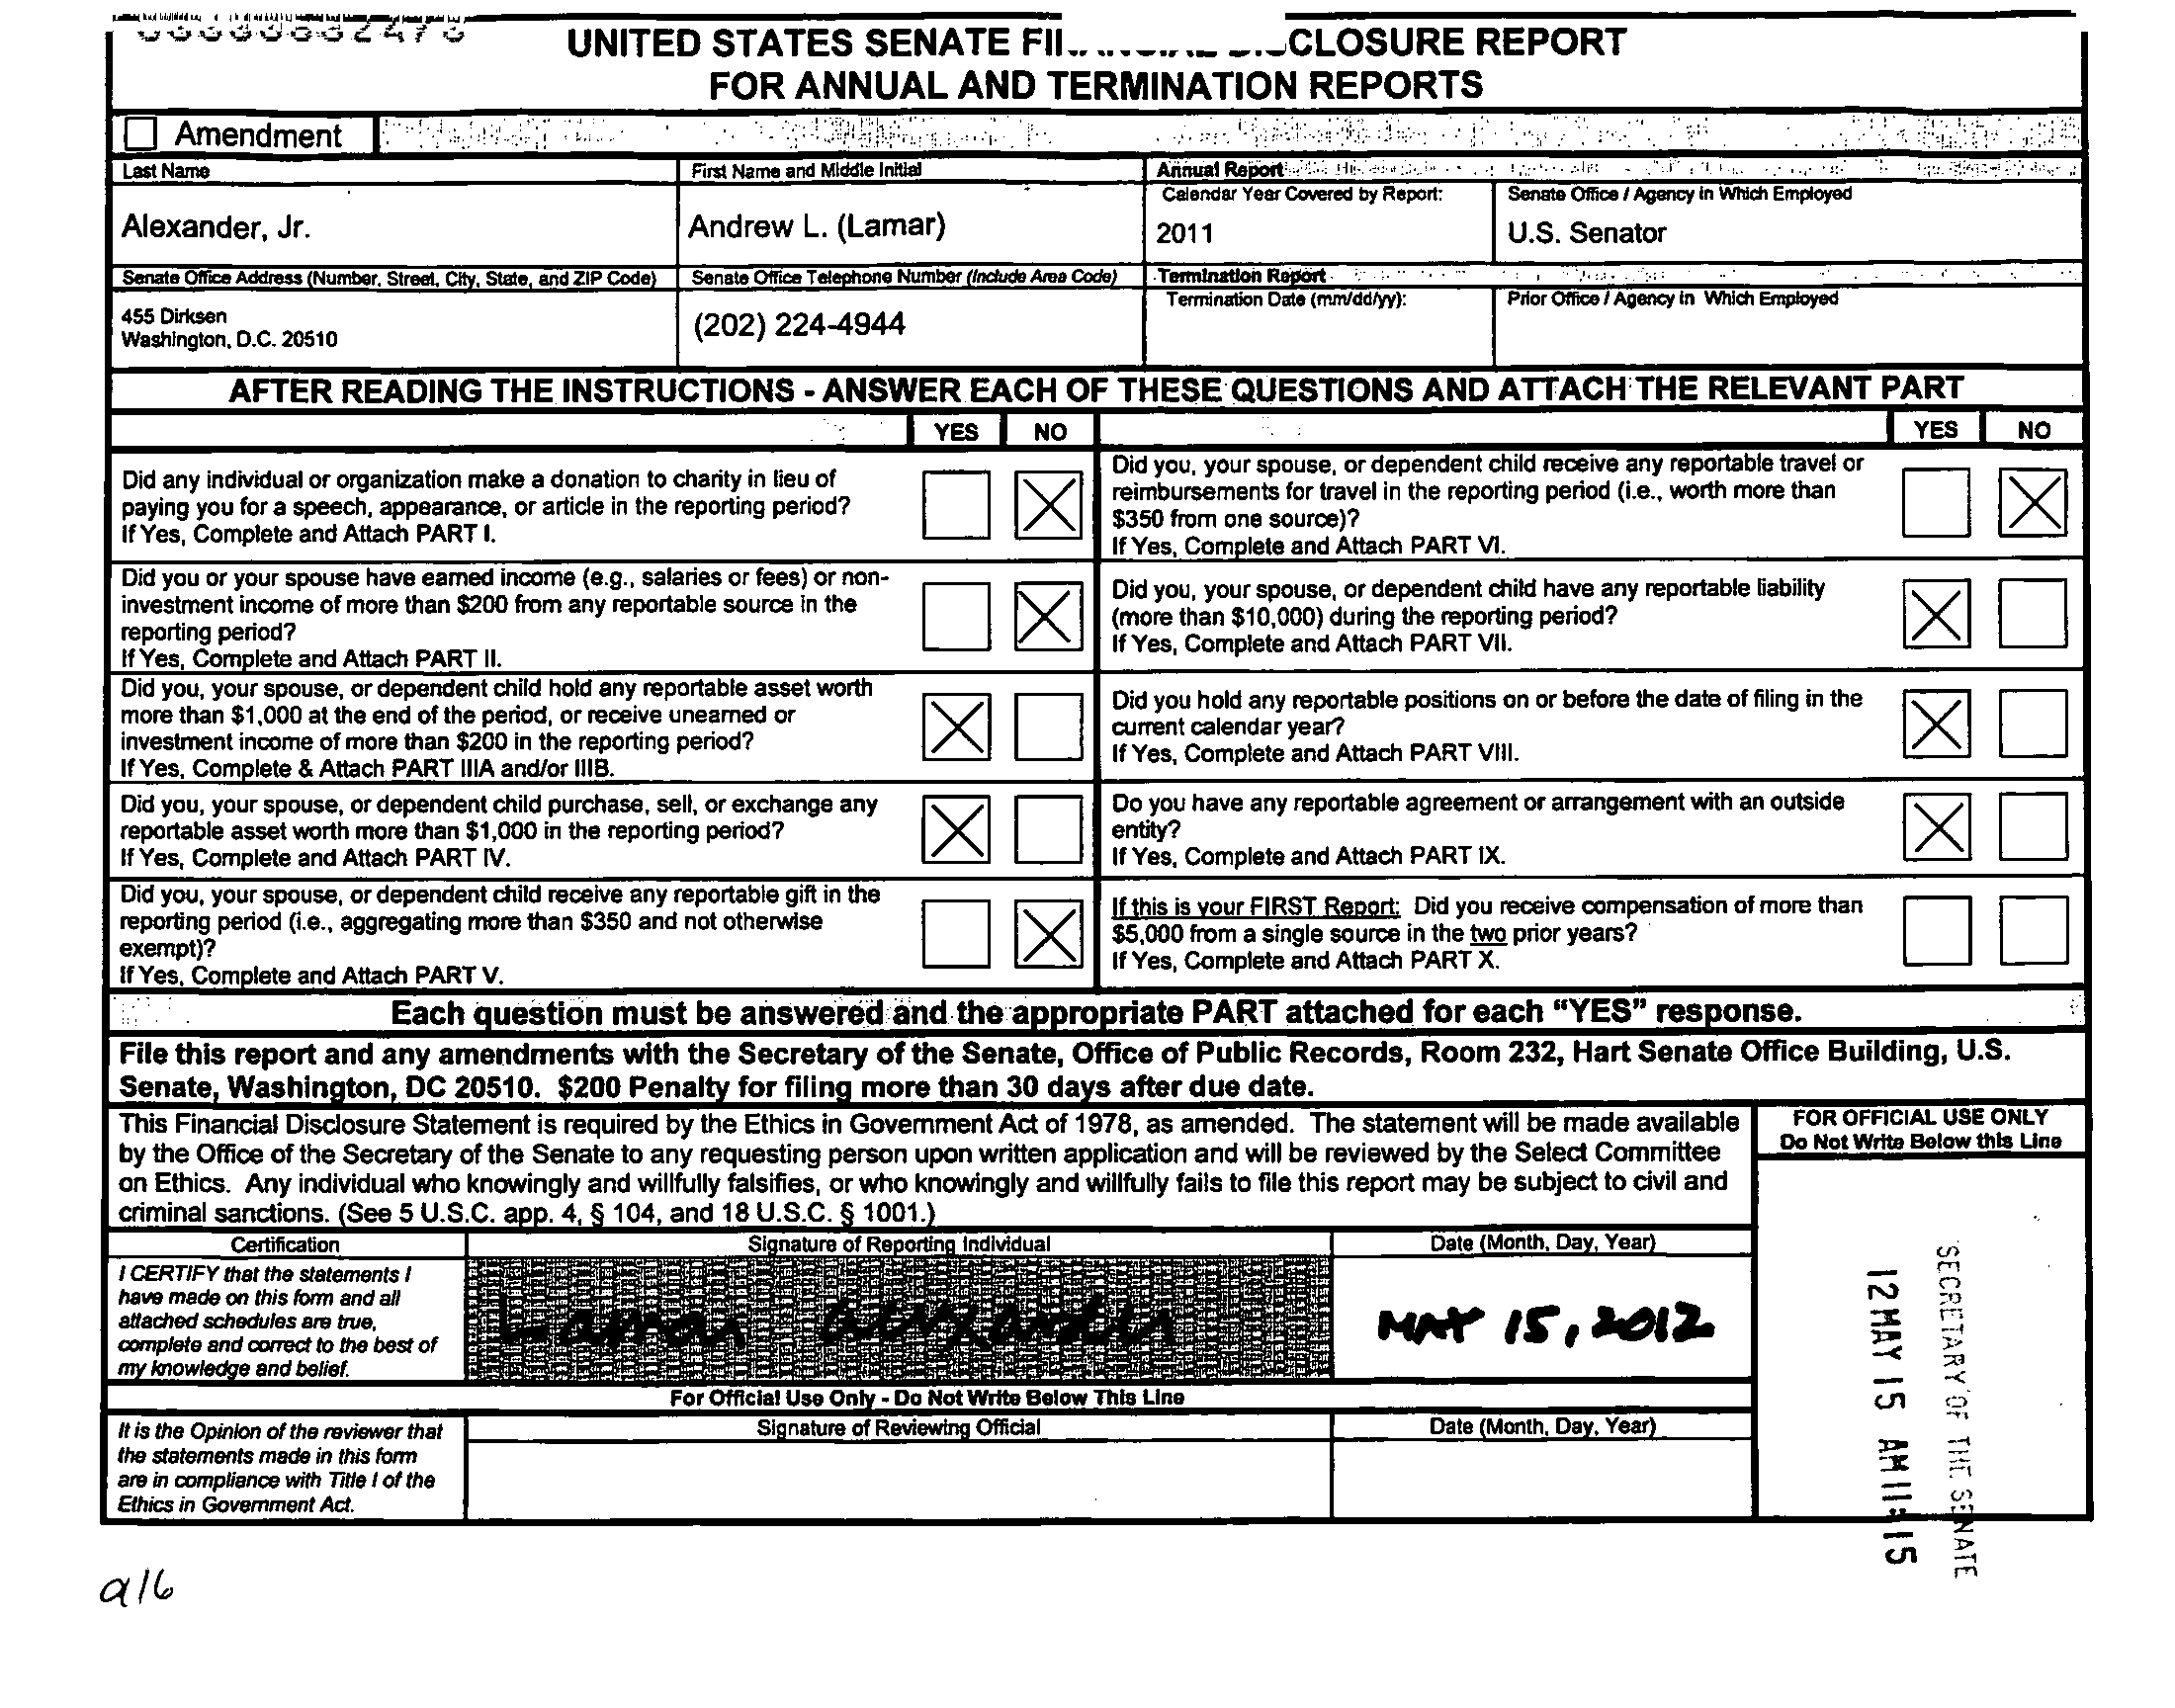 UNITED STATES SENATE CLOSURE REPORT
FOR ANNUAL AND TERMINATION REPORTS
Amendment
Last Name
First Name and Middle Initial
Annual Report
Calendar Year Covered by Report:
Senate Office / Agency in Which Employed
Alexander, Jr.
Andrew L. (Lamar)
2011
U.S. Senator
Senate Office Address (Number, Street, City, State, and ZIP Code)
Senate Office Telephone Number (Include Area Code)
Termination Report
Termination Date (mm/dd/yy):
Prior Office / Agency in Which Employed
455 Dirksen
Washington, D.C. 20510
(202) 224-4944
AFTER READING THE INSTRUCTIONS - ANSWER EACH OF THESE QUESTIONS AND ATTACH THE RELEVANT PART
YES NO
YES NO
Did any individual or organization make a donation to charity in lieu of
paying you for a speech, appearance, or article in the reporting period?
If Yes, Complete and Attach PART I.
Did you, your spouse, or dependent child receive any reportable travel or
reimbursements for travel in the reporting period (i.e., worth more than
$350 from one source)?
If Yes, Complete and Attach PART VI.
Did you or your spouse have earned income (e.g., salaries or fees) or non-
investment income of more than $200 from any reportable source in the
reporting period?
If Yes, Complete and Attach PART II.
Did you, your spouse, or dependent child have any reportable liability
(more than $10,000) during the reporting period?
If Yes, Complete and Attach PART VII.
Did you, your spouse, or dependent child hold any reportable asset worth
more than $1,000 at the end of the period, or receive unearned or
investment income of more than $200 in the reporting period?
If Yes, Complete & Attach PART IIIA and/or IIIB.
Did you hold any reportable positions on or before the date of filing in the
current calendar year?
If Yes, Complete and Attach PART VIII.
Did you, your spouse, or dependent child purchase, sell, or exchange any
reportable asset worth more than $1,000 in the reporting period?
If Yes, Complete and Attach PART IV.
Do you have any reportable agreement or arrangement with an outside
entity?
If Yes, Complete and Attach PART IX.
Did you, your spouse, or dependent child receive any reportable gift in the
reporting period (i.e., aggregating more than $350 and not otherwise
exempt)?
If Yes, Complete and Attach PART V.
If this is your FIRST Report: Did you receive compensation of more than
$5,000 from a single source in the two prior years?
If Yes, Complete and Attach PART X.
Each question must be answered and the appropriate PART attached for each “YES” response.
File this report and any amendments with the Secretary of the Senate, Office of Public Records, Room 232, Hart Senate Office Building, U.S.
Senate, Washington, DC 20510. $200 Penalty for filing more than 30 days after due date.
This Financial Disclosure Statement is required by the Ethics in Government Act of 1978, as amended. The statement will be made available
by the Office of the Secretary of the Senate to any requesting person upon written application and will be reviewed by the Select Committee
on Ethics. Any individual who knowingly and willfully falsifies, or who knowingly and willfully fails to file this report may be subject to civil and
criminal sanctions. (See 5 U.S.C. app. 4, § 104, and 18 U.S.C. § 1001.)
FOR OFFICIAL USE ONLY
Do Not Write Below this Line
Certification
Signature of Reporting Individual
Date (Month, Day, Year)
I CERTIFY that the statements I
have made on this form and all
attached schedules are true,
complete and correct to the best of
my knowledge and belief.
Lamar Alexander
MAY 15, 2012
For Official Use Only - Do Not Write Below This Line
It is the Opinion of the reviewer that
the statements made in this form
are in compliance with Title I of the
Ethics in Government Act.
Signature of Reviewing Official
Date (Month, Day, Year)
SECRETARY OF THE SENATE
12 MAY 15 AM 11:15
a16